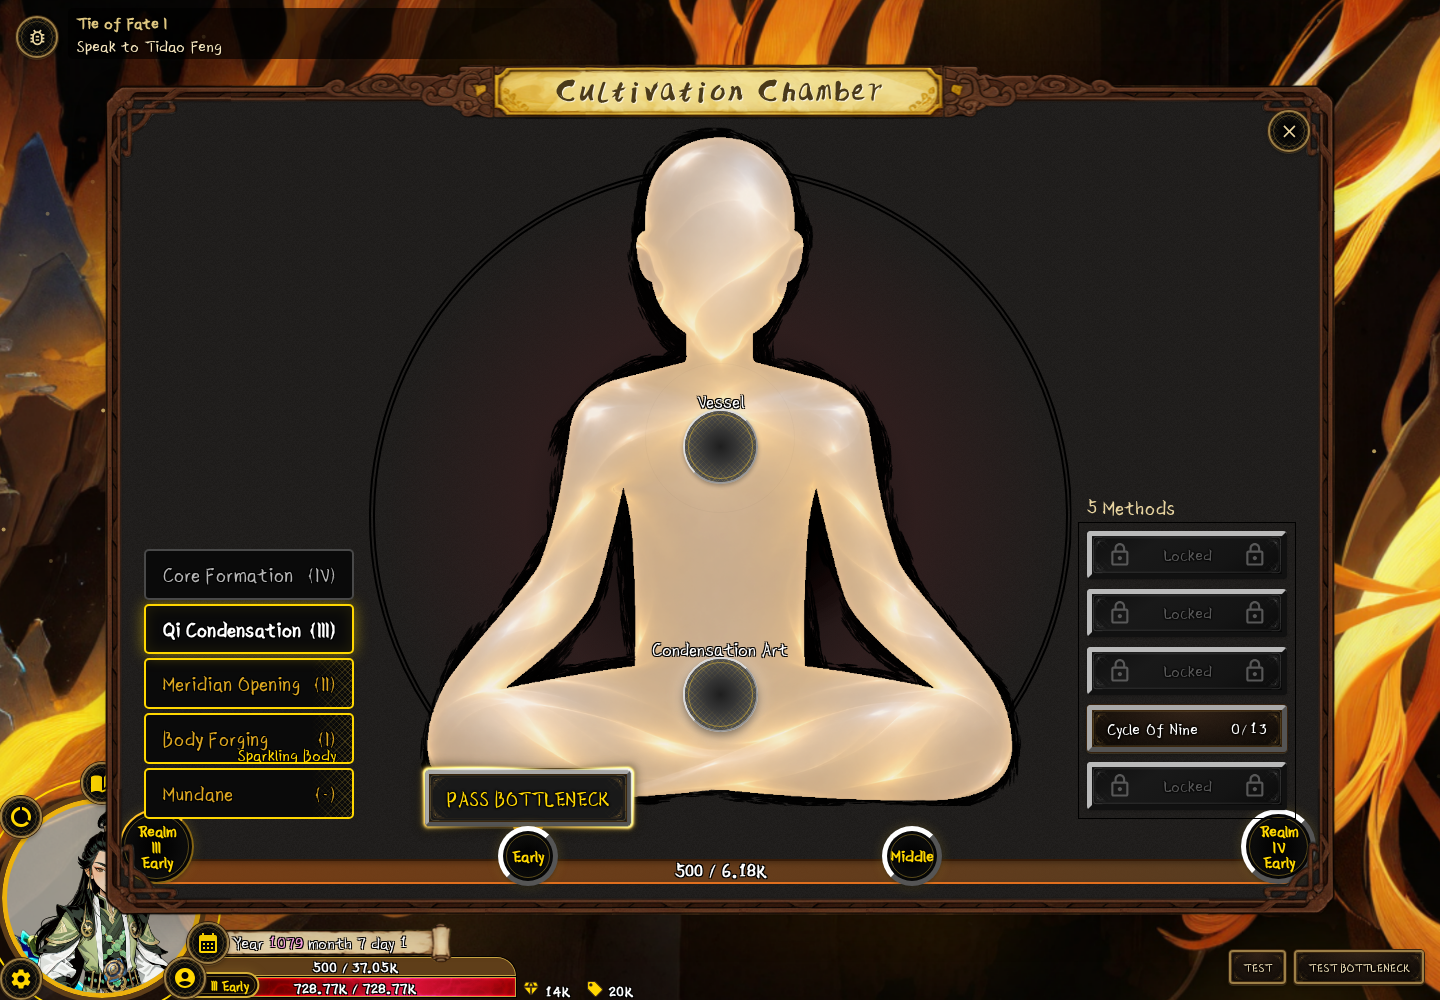 Tie of Fate 1
Speak to Tidao Feng
Cultivation Chamber
Vessel
Condensation Art
5 Methods
Locked
Locked
Locked
Cycle Of Nine 0/13
Locked
Core Formation (IV)
Qi Condensation (III)
Meridian Opening (II)
Body Forging (I)
Sparkling Body
Mundane (-)
PASS BOTTLENECK
Realm
III
Early
Early
500 / 6.18K
Middle
Realm
IV
Early
Year 1079 month 7 day 1
500 / 37.05K
III Early
728.77K / 728.77K
14K
20K
TEST
TEST BOTTLENECK